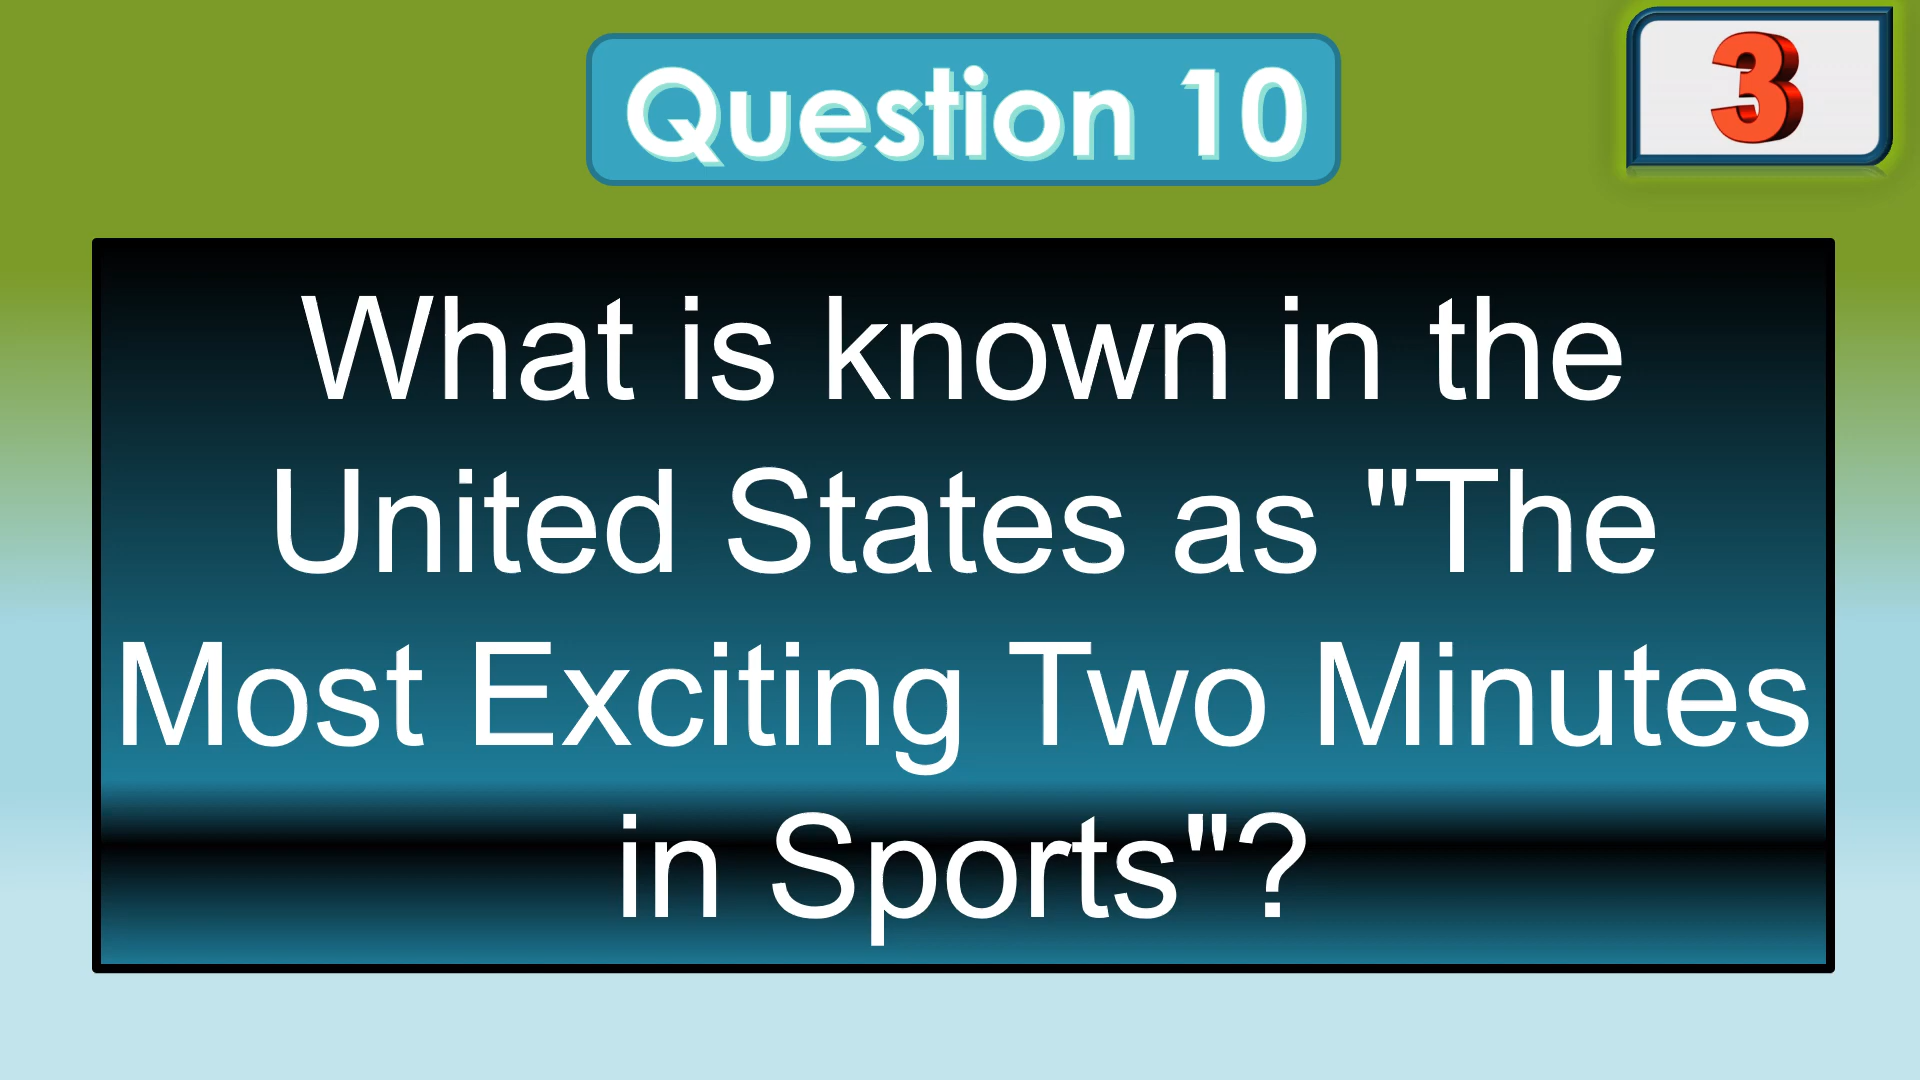 Question 10
3
What is known in the
United States as "The
Most Exciting Two Minutes
in Sports"?